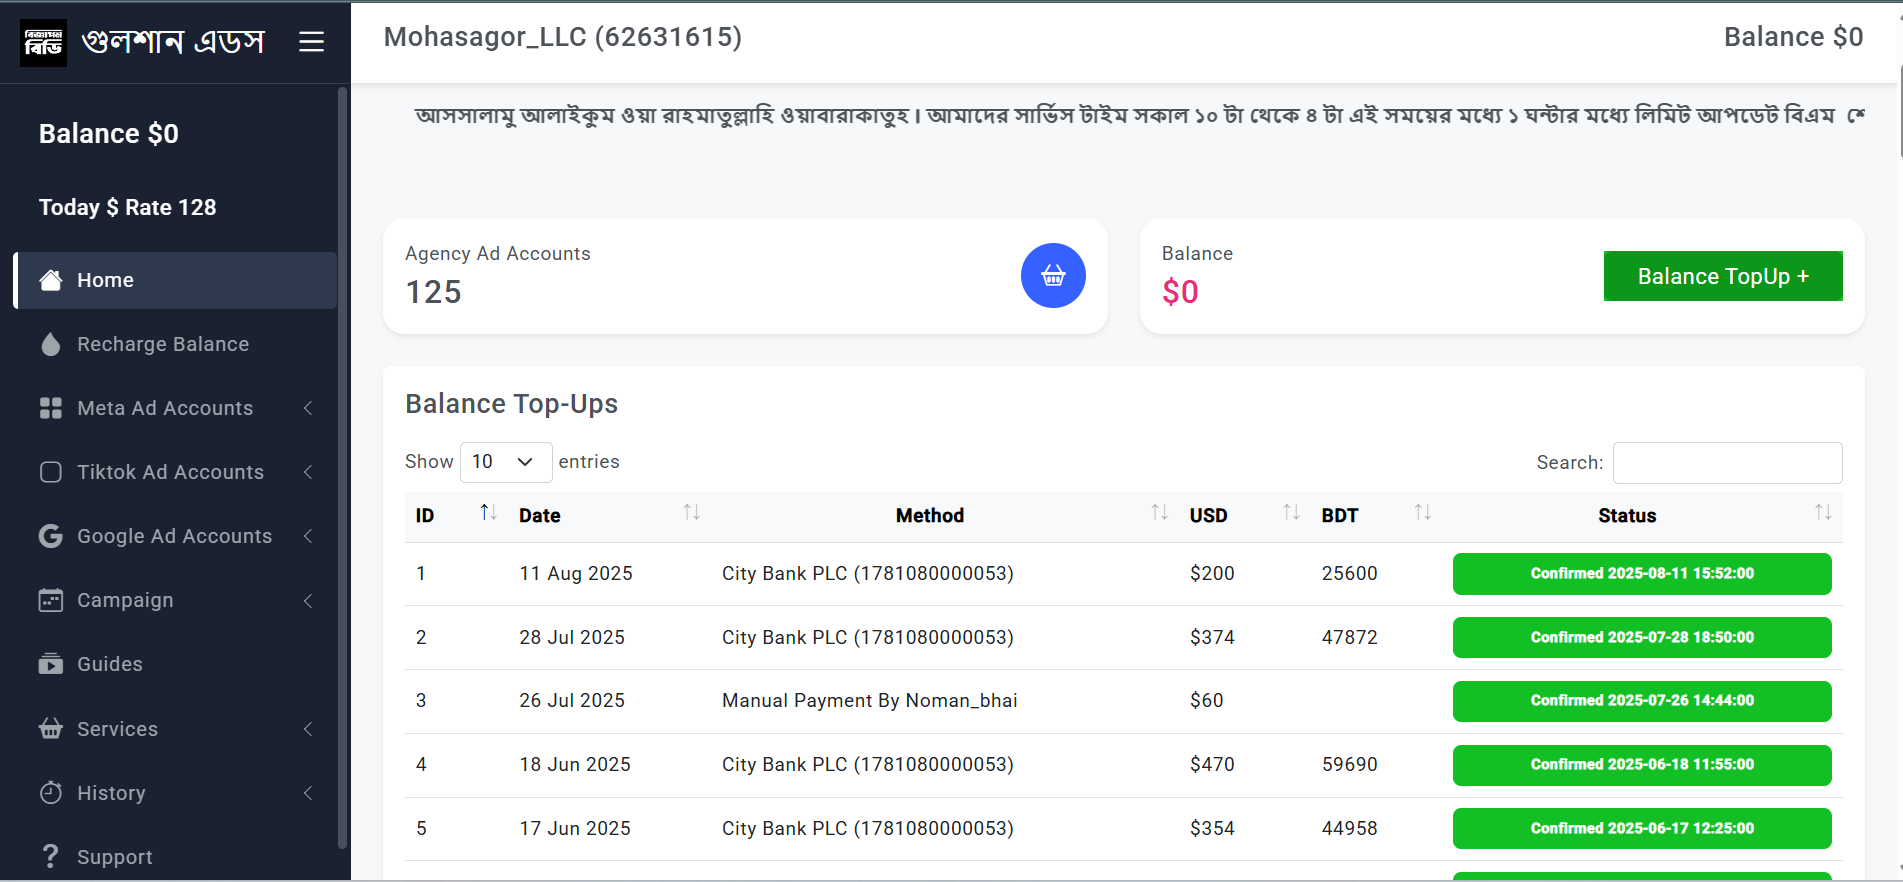 বিজ্ঞাপন
বিডি
গুলশান এডস
Mohasagor_LLC (62631615)
Balance $0
Balance $0
Today $ Rate 128
Home
Recharge Balance
Meta Ad Accounts
Tiktok Ad Accounts
Google Ad Accounts
Campaign
Guides
Services
History
Support
আসসালামু আলাইকুম ওয়া রাহমাতুল্লাহি ওয়াবারাকাতুহ। আমাদের সার্ভিস টাইম সকাল ১০ টা থেকে ৪ টা এই সময়ের মধ্যে ১ ঘন্টার মধ্যে লিমিট আপডেট বিএম
Agency Ad Accounts
125
Balance
$0
Balance TopUp +
Balance Top-Ups
Show 10 entries
Search:
ID Date Method USD BDT Status
1 11 Aug 2025 City Bank PLC (1781080000053) $200 25600 Confirmed 2025-08-11 15:52:00
2 28 Jul 2025 City Bank PLC (1781080000053) $374 47872 Confirmed 2025-07-28 18:50:00
3 26 Jul 2025 Manual Payment By Noman_bhai $60 Confirmed 2025-07-26 14:44:00
4 18 Jun 2025 City Bank PLC (1781080000053) $470 59690 Confirmed 2025-06-18 11:55:00
5 17 Jun 2025 City Bank PLC (1781080000053) $354 44958 Confirmed 2025-06-17 12:25:00